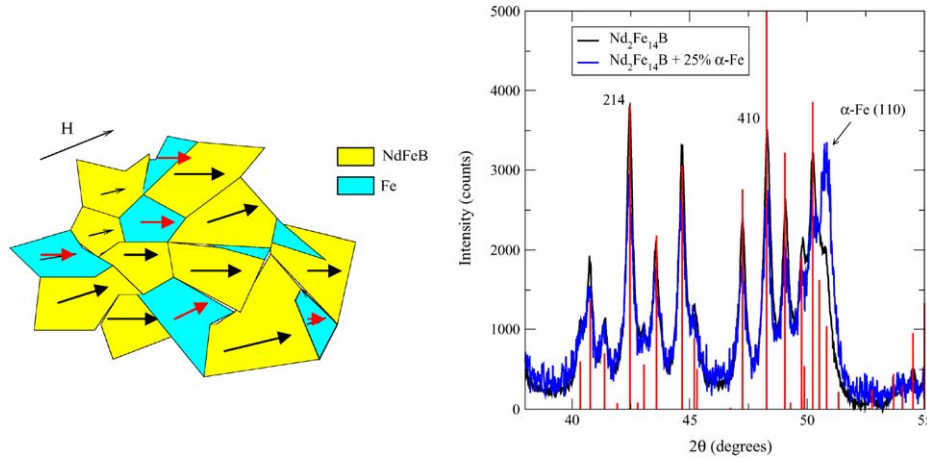 H
NdFeB
Fe
5000
4000
3000
2000
1000
0
Intensity (counts)
Nd₂Fe₁₄B
Nd₂Fe₁₄B + 25% α-Fe
214
410
α-Fe (110)
40
45
50
55
2θ (degrees)